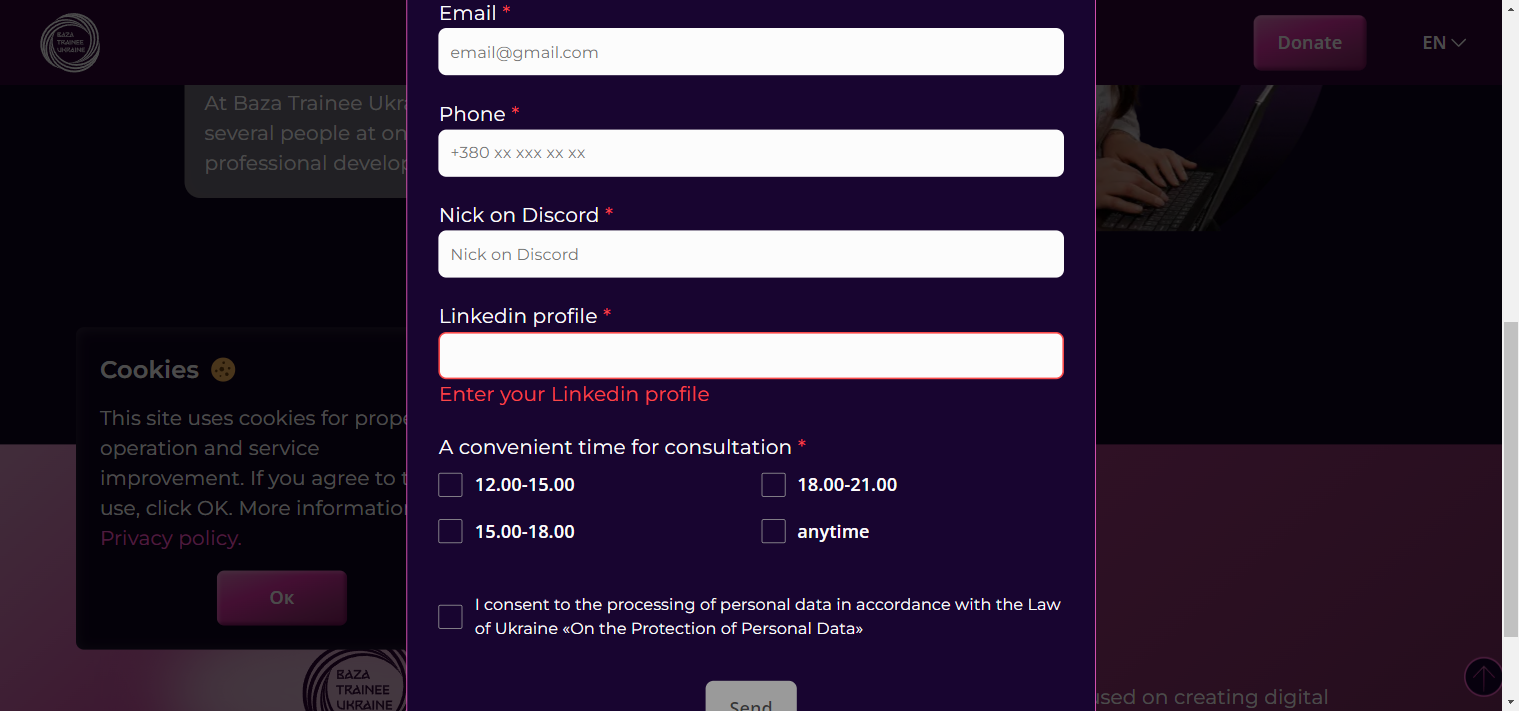 BAZA
TRAINEE
UKRAINE
Donate
EN
At Baza Trainee Ukra
several people at on
professional develop
Email *
email@gmail.com
Phone *
+380 xx xxx xx xx
Nick on Discord *
Nick on Discord
Linkedin profile *
Enter your Linkedin profile
A convenient time for consultation *
12.00-15.00
18.00-21.00
15.00-18.00
anytime
I consent to the processing of personal data in accordance with the Law
of Ukraine «On the Protection of Personal Data»
Send
Cookies
This site uses cookies for prope
operation and service
improvement. If you agree to t
use, click OK. More information
Privacy policy.
Ок
BAZA
TRAINEE
UKRAINE
used on creating digital